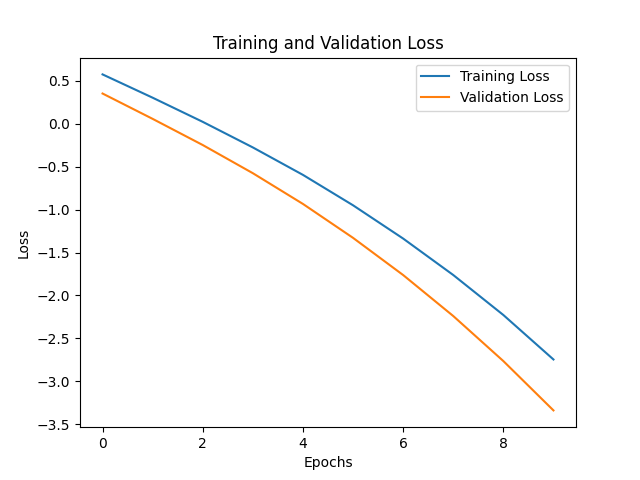 Training and Validation Loss
Training Loss
Validation Loss
0.5
0.0
−0.5
−1.0
−1.5
−2.0
−2.5
−3.0
−3.5
Loss
0 2 4 6 8
Epochs